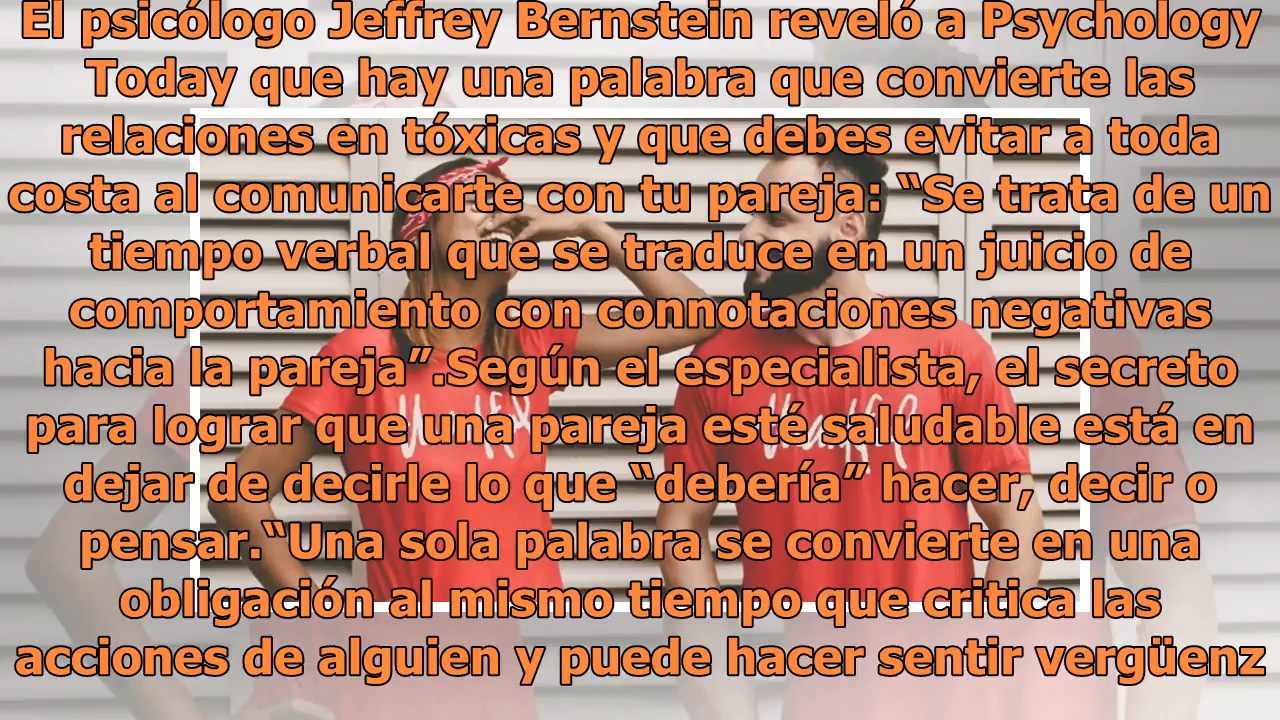 El psicólogo Jeffrey Bernstein reveló a Psychology
Today que hay una palabra que convierte las
relaciones en tóxicas y que debes evitar a toda
costa al comunicarte con tu pareja: “Se trata de un
tiempo verbal que se traduce en un juicio de
comportamiento con connotaciones negativas
hacia la pareja”.Según el especialista, el secreto
para lograr que una pareja esté saludable está en
dejar de decirle lo que “debería” hacer, decir o
pensar.“Una sola palabra se convierte en una
obligación al mismo tiempo que critica las
acciones de alguien y puede hacer sentir vergüenz